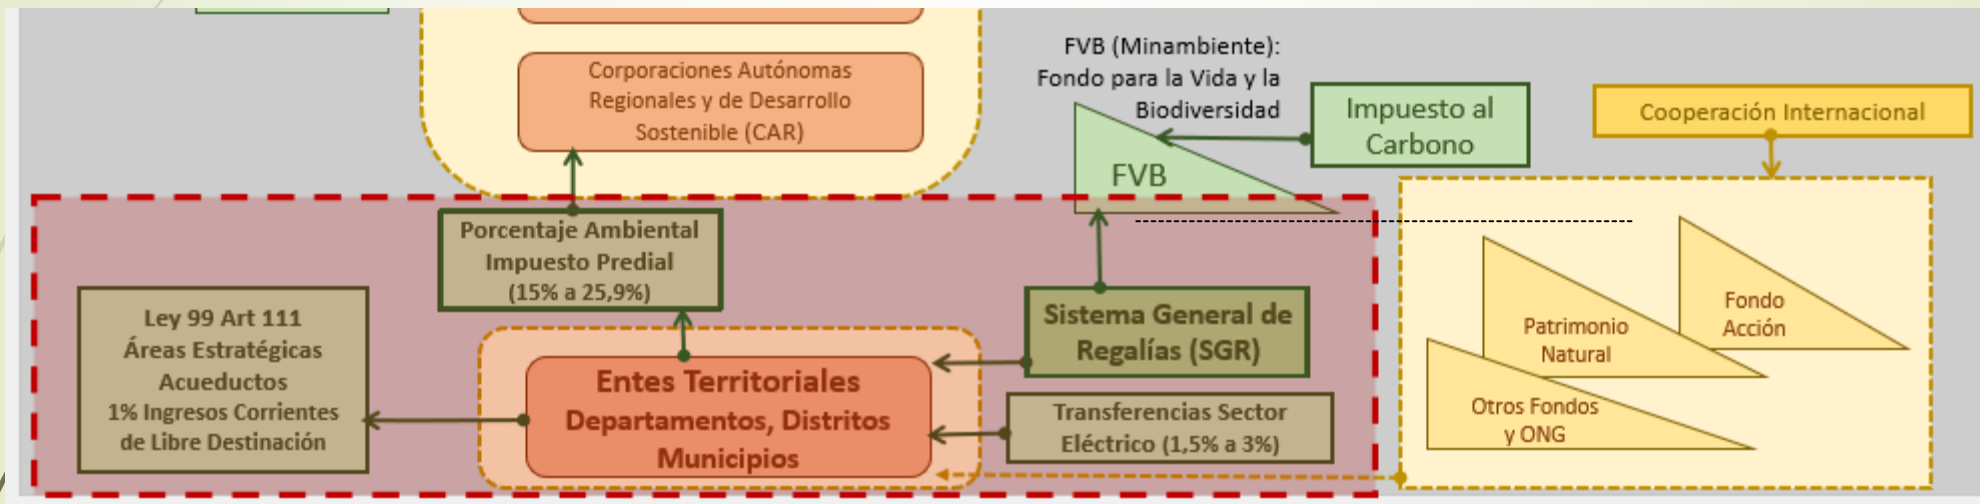 Corporaciones Autónomas
Regionales y de Desarrollo
Sostenible (CAR)
FVB (Minambiente):
Fondo para la Vida y la
Biodiversidad
Impuesto al
Carbono
Cooperación Internacional
FVB
Porcentaje Ambiental
Impuesto Predial
(15% a 25,9%)
Ley 99 Art 111
Áreas Estratégicas
Acueductos
1% Ingresos Corrientes
de Libre Destinación
Entes Territoriales
Departamentos, Distritos
Municipios
Sistema General de
Regalías (SGR)
Transferencias Sector
Eléctrico (1,5% a 3%)
Fondo
Acción
Patrimonio
Natural
Otros Fondos
y ONG